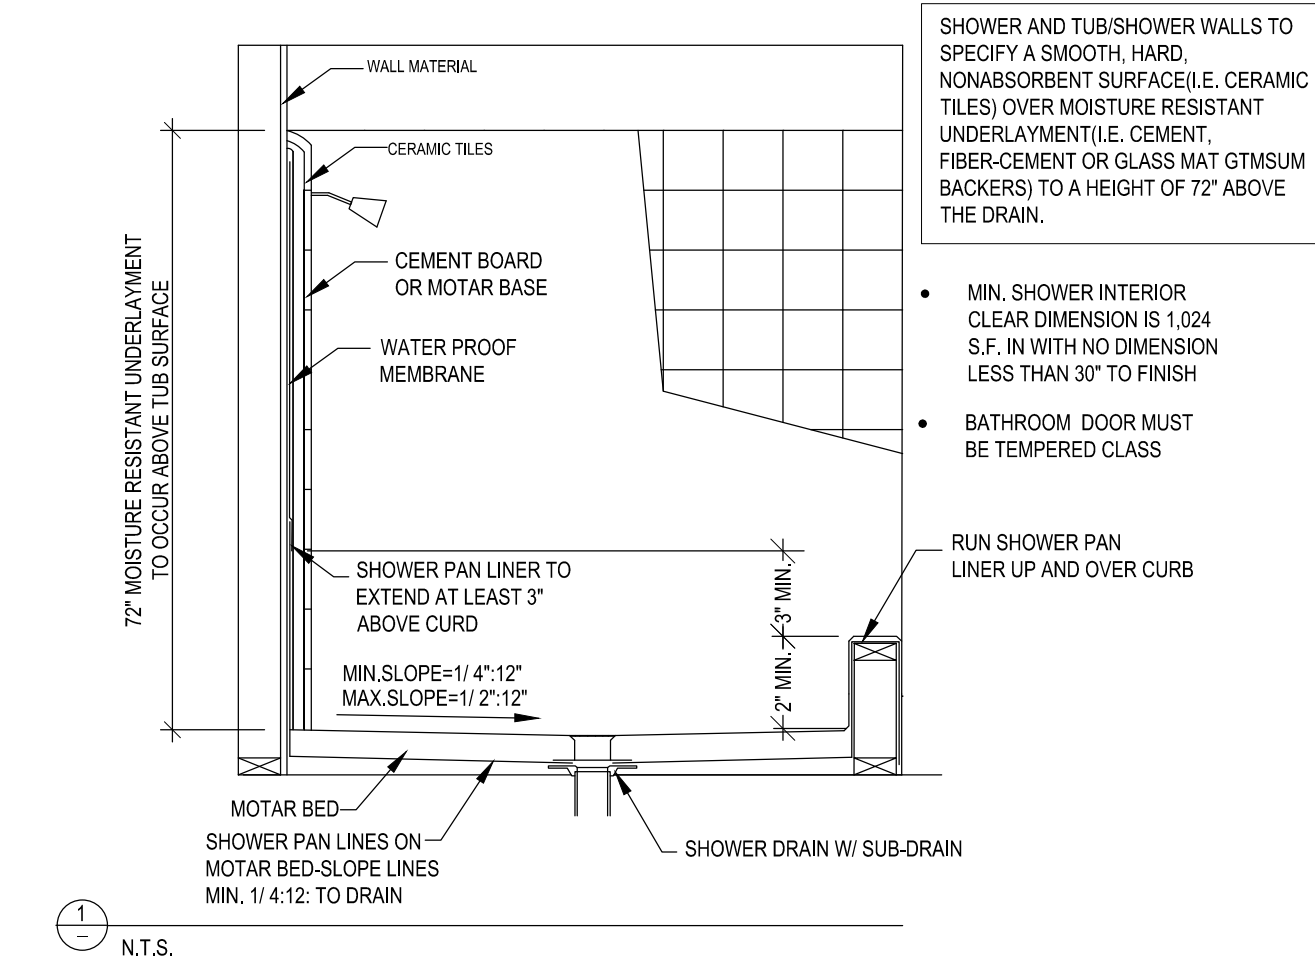 SHOWER AND TUB/SHOWER WALLS TO
SPECIFY A SMOOTH, HARD,
NONABSORBENT SURFACE(I.E. CERAMIC
TILES) OVER MOISTURE RESISTANT
UNDERLAYMENT(I.E. CEMENT,
FIBER-CEMENT OR GLASS MAT GTMSUM
BACKERS) TO A HEIGHT OF 72" ABOVE
THE DRAIN.
WALL MATERIAL
CERAMIC TILES
CEMENT BOARD
OR MOTAR BASE
WATER PROOF
MEMBRANE
72" MOISTURE RESISTANT UNDERLAYMENT
TO OCCUR ABOVE TUB SURFACE
• MIN. SHOWER INTERIOR
CLEAR DIMENSION IS 1,024
S.F. IN WITH NO DIMENSION
LESS THAN 30" TO FINISH
• BATHROOM DOOR MUST
BE TEMPERED CLASS
RUN SHOWER PAN
LINER UP AND OVER CURB
SHOWER PAN LINER TO
EXTEND AT LEAST 3"
ABOVE CURD
3" MIN.
2" MIN.
MIN.SLOPE=1/ 4":12"
MAX.SLOPE=1/ 2":12"
MOTAR BED
SHOWER PAN LINES ON
MOTAR BED-SLOPE LINES
MIN. 1/ 4:12: TO DRAIN
SHOWER DRAIN W/ SUB-DRAIN
1
–
N.T.S.